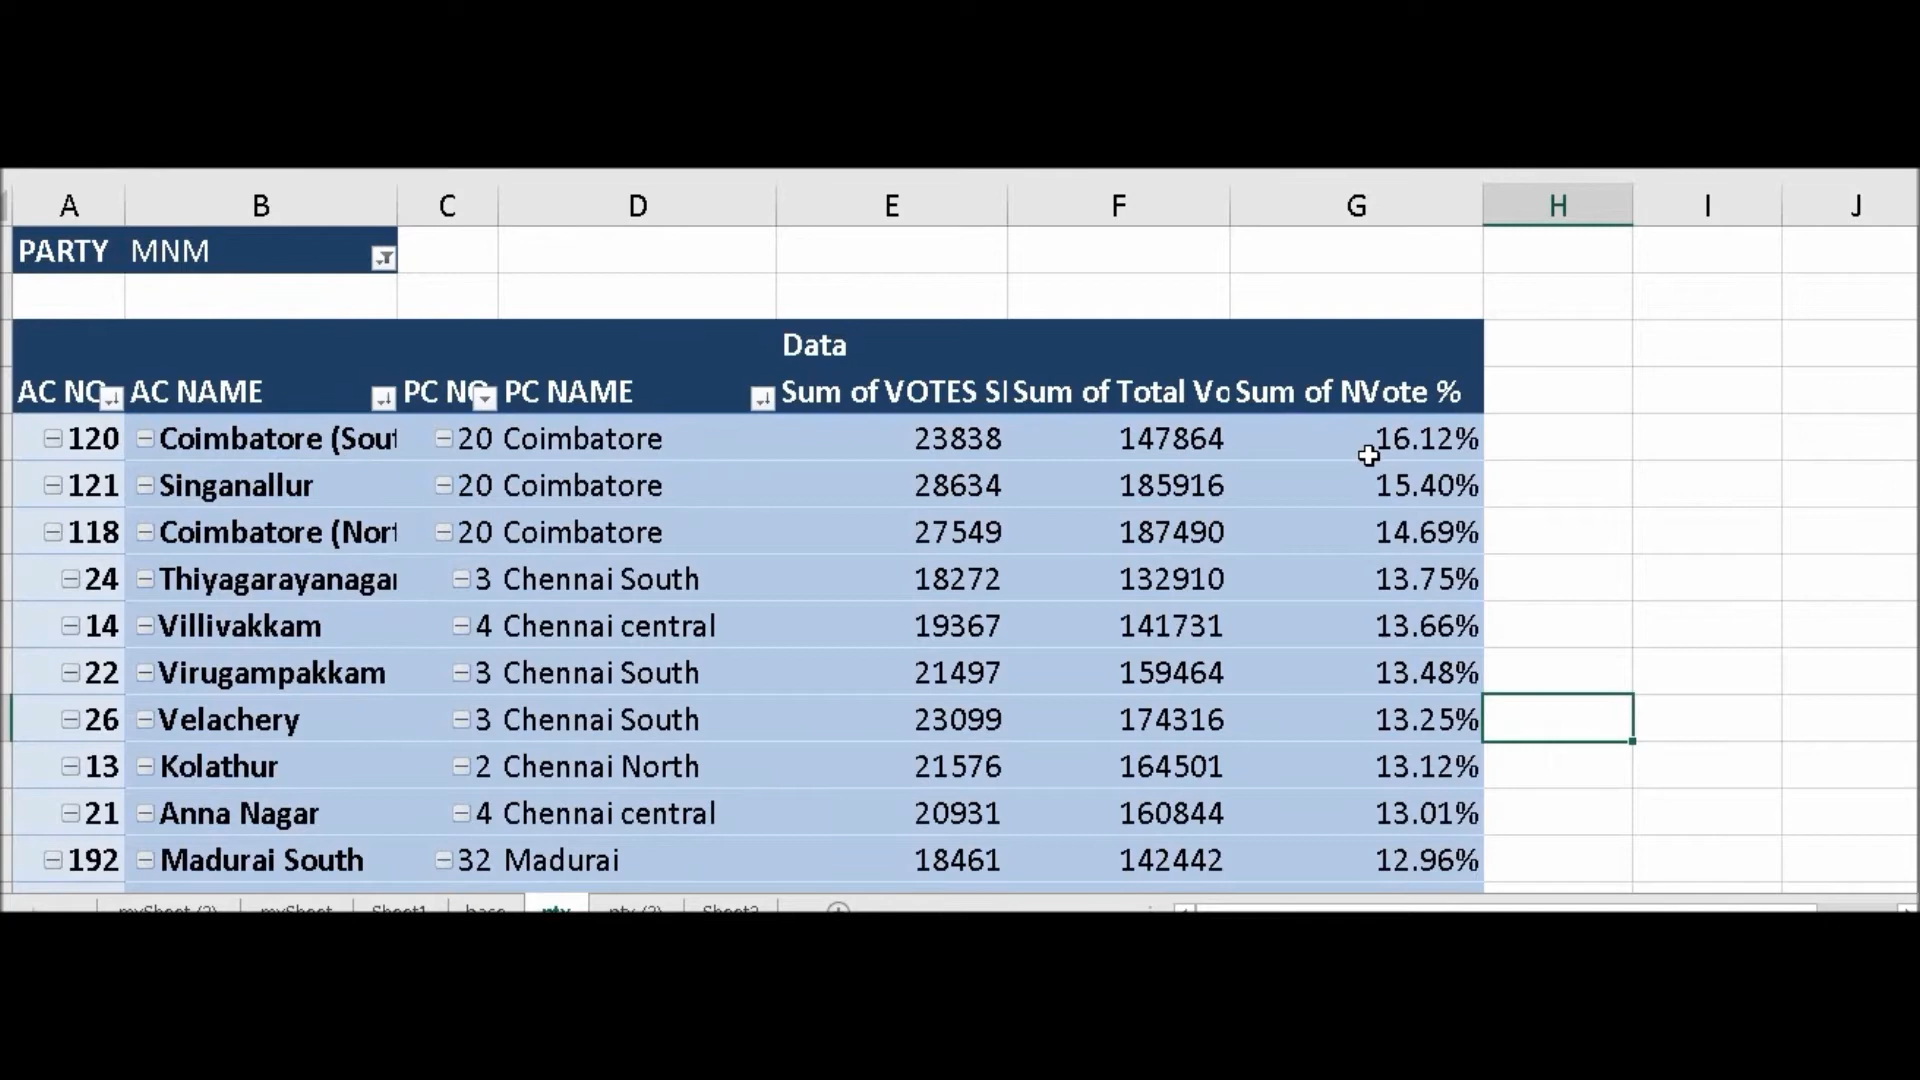 A B C D E F G H I J
PARTY MNM
Data
AC NO AC NAME PC NO PC NAME Sum of VOTES Sum of Total Vo Sum of NVote %
120 Coimbatore (Sout 20 Coimbatore 23838 147864 16.12%
121 Singanallur 20 Coimbatore 28634 185916 15.40%
118 Coimbatore (Nort 20 Coimbatore 27549 187490 14.69%
24 Thiyagarayanagar 3 Chennai South 18272 132910 13.75%
14 Villivakkam 4 Chennai central 19367 141731 13.66%
22 Virugampakkam 3 Chennai South 21497 159464 13.48%
26 Velachery 3 Chennai South 23099 174316 13.25%
13 Kolathur 2 Chennai North 21576 164501 13.12%
21 Anna Nagar 4 Chennai central 20931 160844 13.01%
192 Madurai South 32 Madurai 18461 142442 12.96%